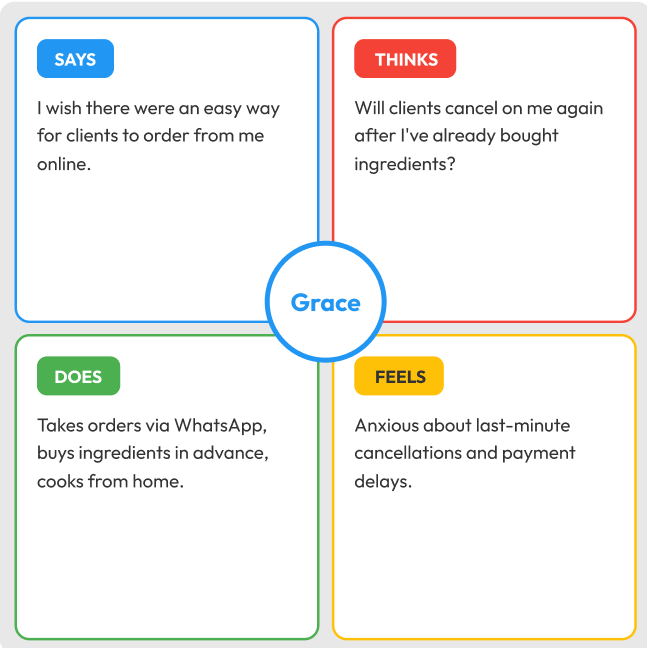 SAYS
I wish there were an easy way
for clients to order from me
online.
THINKS
Will clients cancel on me again
after I've already bought
ingredients?
Grace
DOES
Takes orders via WhatsApp,
buys ingredients in advance,
cooks from home.
FEELS
Anxious about last-minute
cancellations and payment
delays.